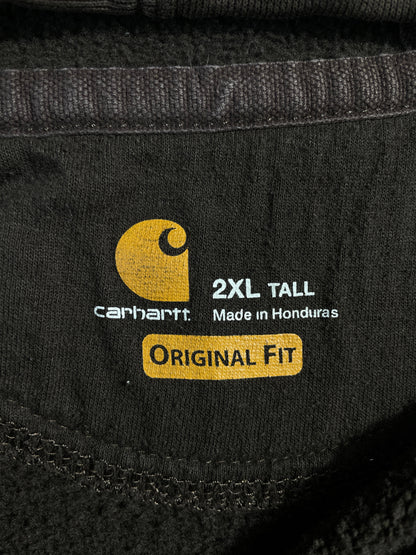 carhartt
2XL TALL
Made in Honduras
ORIGINAL FIT